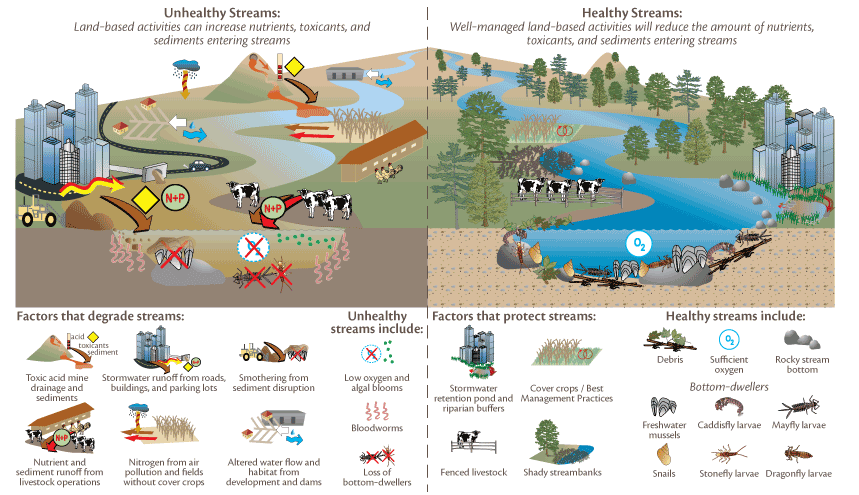 Unhealthy Streams:
Land-based activities can increase nutrients, toxicants, and
sediments entering streams
Healthy Streams:
Well-managed land-based activities will reduce the amount of nutrients,
toxicants, and sediments entering streams
N+P
N+P
O2
O2
Factors that degrade streams:
acid
toxicants
sediment
Toxic acid mine
drainage and
sediments
Stormwater runoff from roads,
buildings, and parking lots
Smothering from
sediment disruption
N+P
Nutrient and
sediment runoff from
livestock operations
Nitrogen from air
pollution and fields
without cover crops
Altered water flow and
habitat from
development and dams
Unhealthy
streams include:
O2
Low oxygen and
algal blooms
Bloodworms
Loss of
bottom-dwellers
Factors that protect streams:
Stormwater
retention pond and
riparian buffers
Cover crops / Best
Management Practices
Fenced livestock
Shady streambanks
Healthy streams include:
O2
Debris
Sufficient
oxygen
Rocky stream
bottom
Bottom-dwellers
Freshwater
mussels
Caddisfly larvae
Mayfly larvae
Snails
Stonefly larvae
Dragonfly larvae